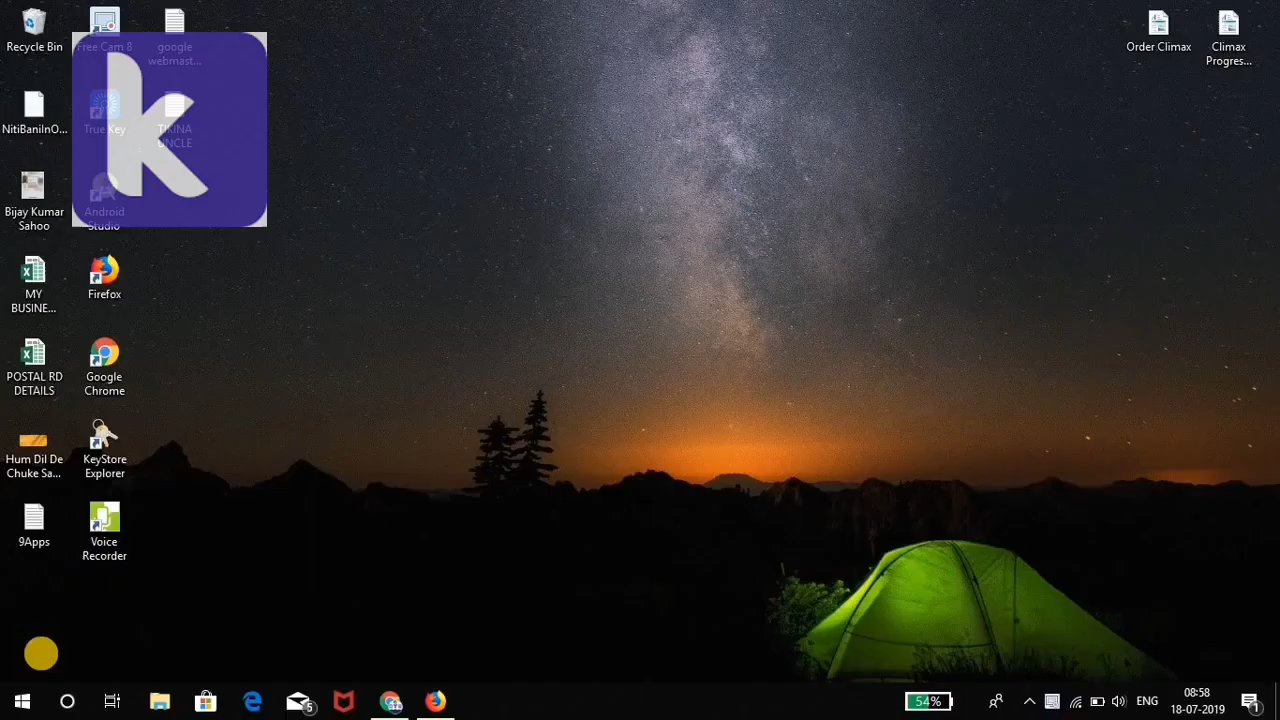 Recycle Bin
Free Cam 8
google
webmast...
Order Climax
Climax
Progres...
k
NitiBaniInO...
True Key
TIKINA
UNCLE
Bijay Kumar
Sahoo
Android
Studio
MY
BUSINE...
Firefox
POSTAL RD
DETAILS
Google
Chrome
Hum Dil De
Chuke Sa...
KeyStore
Explorer
9Apps
Voice
Recorder
5
54%
ENG
08:58
18-07-2019
1